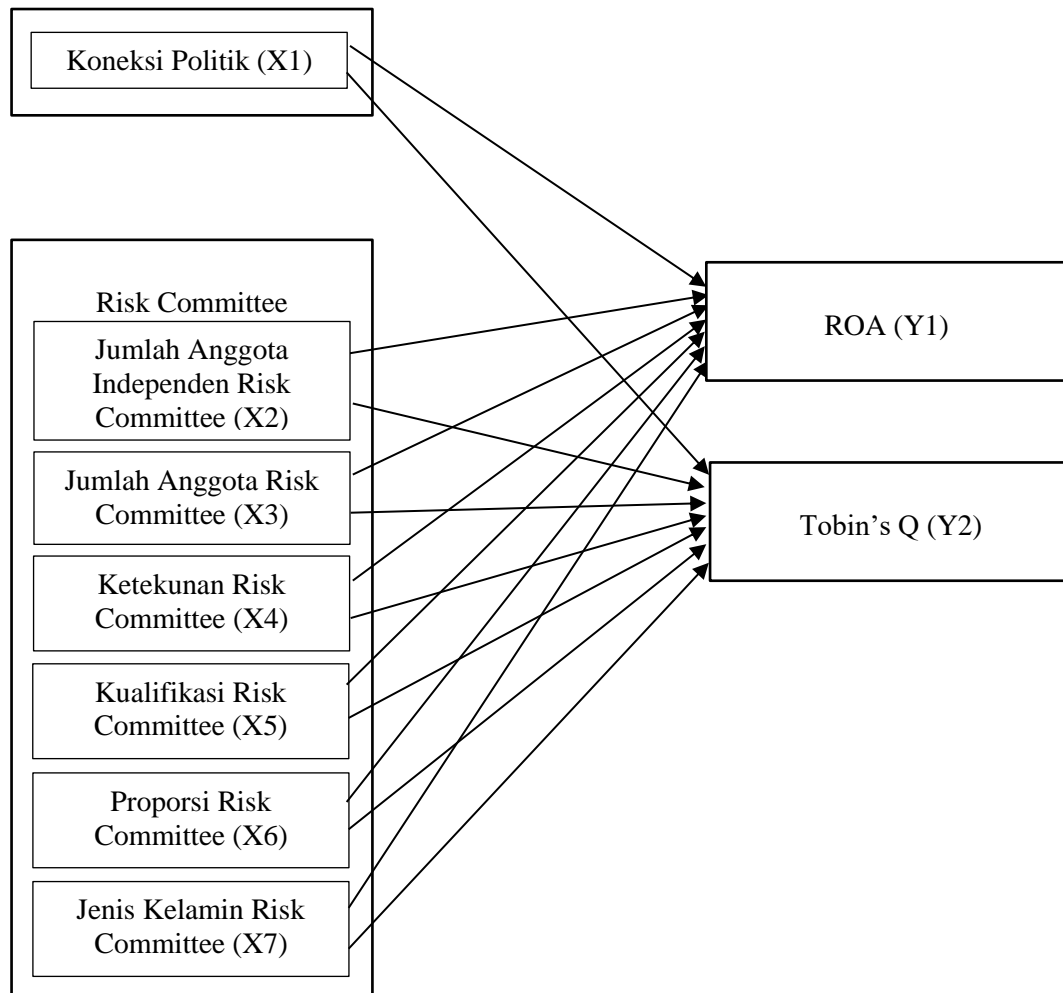 Koneksi Politik (X1)
Risk Committee
Jumlah Anggota
Independen Risk
Committee (X2)
Jumlah Anggota Risk
Committee (X3)
Ketekunan Risk
Committee (X4)
Kualifikasi Risk
Committee (X5)
Proporsi Risk
Committee (X6)
Jenis Kelamin Risk
Committee (X7)
ROA (Y1)
Tobin’s Q (Y2)